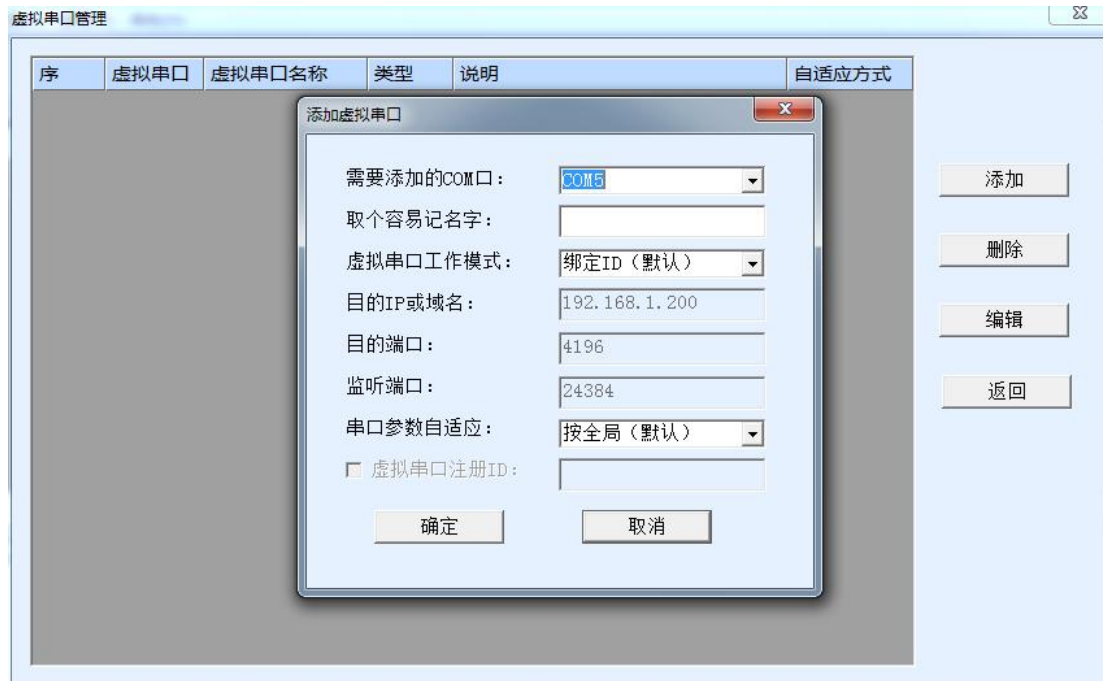 虚拟串口管理
序 虚拟串口 虚拟串口名称 类型 说明 自适应方式
添加虚拟串口
需要添加的COM口： COM5
取个容易记名字：
虚拟串口工作模式： 绑定ID（默认）
目的IP或域名： 192.168.1.200
目的端口： 4196
监听端口： 24384
串口参数自适应： 按全局（默认）
虚拟串口注册ID：
确定 取消
添加
删除
编辑
返回